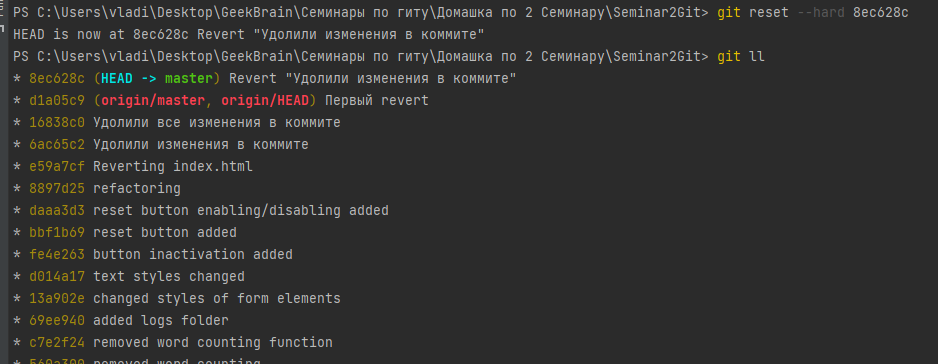 PS C:\Users\vladi\Desktop\GeekBrain\Семинары по гиту\Домашка по 2 Семинару\Seminar2Git> git reset --hard 8ec628c
HEAD is now at 8ec628c Revert "Удолили изменения в коммите"
PS C:\Users\vladi\Desktop\GeekBrain\Семинары по гиту\Домашка по 2 Семинару\Seminar2Git> git ll
* 8ec628c (HEAD -> master) Revert "Удолили изменения в коммите"
* d1a05c9 (origin/master, origin/HEAD) Первый revert
* 16838c0 Удолили все изменения в коммите
* 6ac65c2 Удолили изменения в коммите
* e59a7cf Reverting index.html
* 8897d25 refactoring
* daaa3d3 reset button enabling/disabling added
* bbf1b69 reset button added
* fe4e263 button inactivation added
* d014a17 text styles changed
* 13a902e changed styles of form elements
* 69ee940 added logs folder
* c7e2f24 removed word counting function
* 560a300 removed word counting